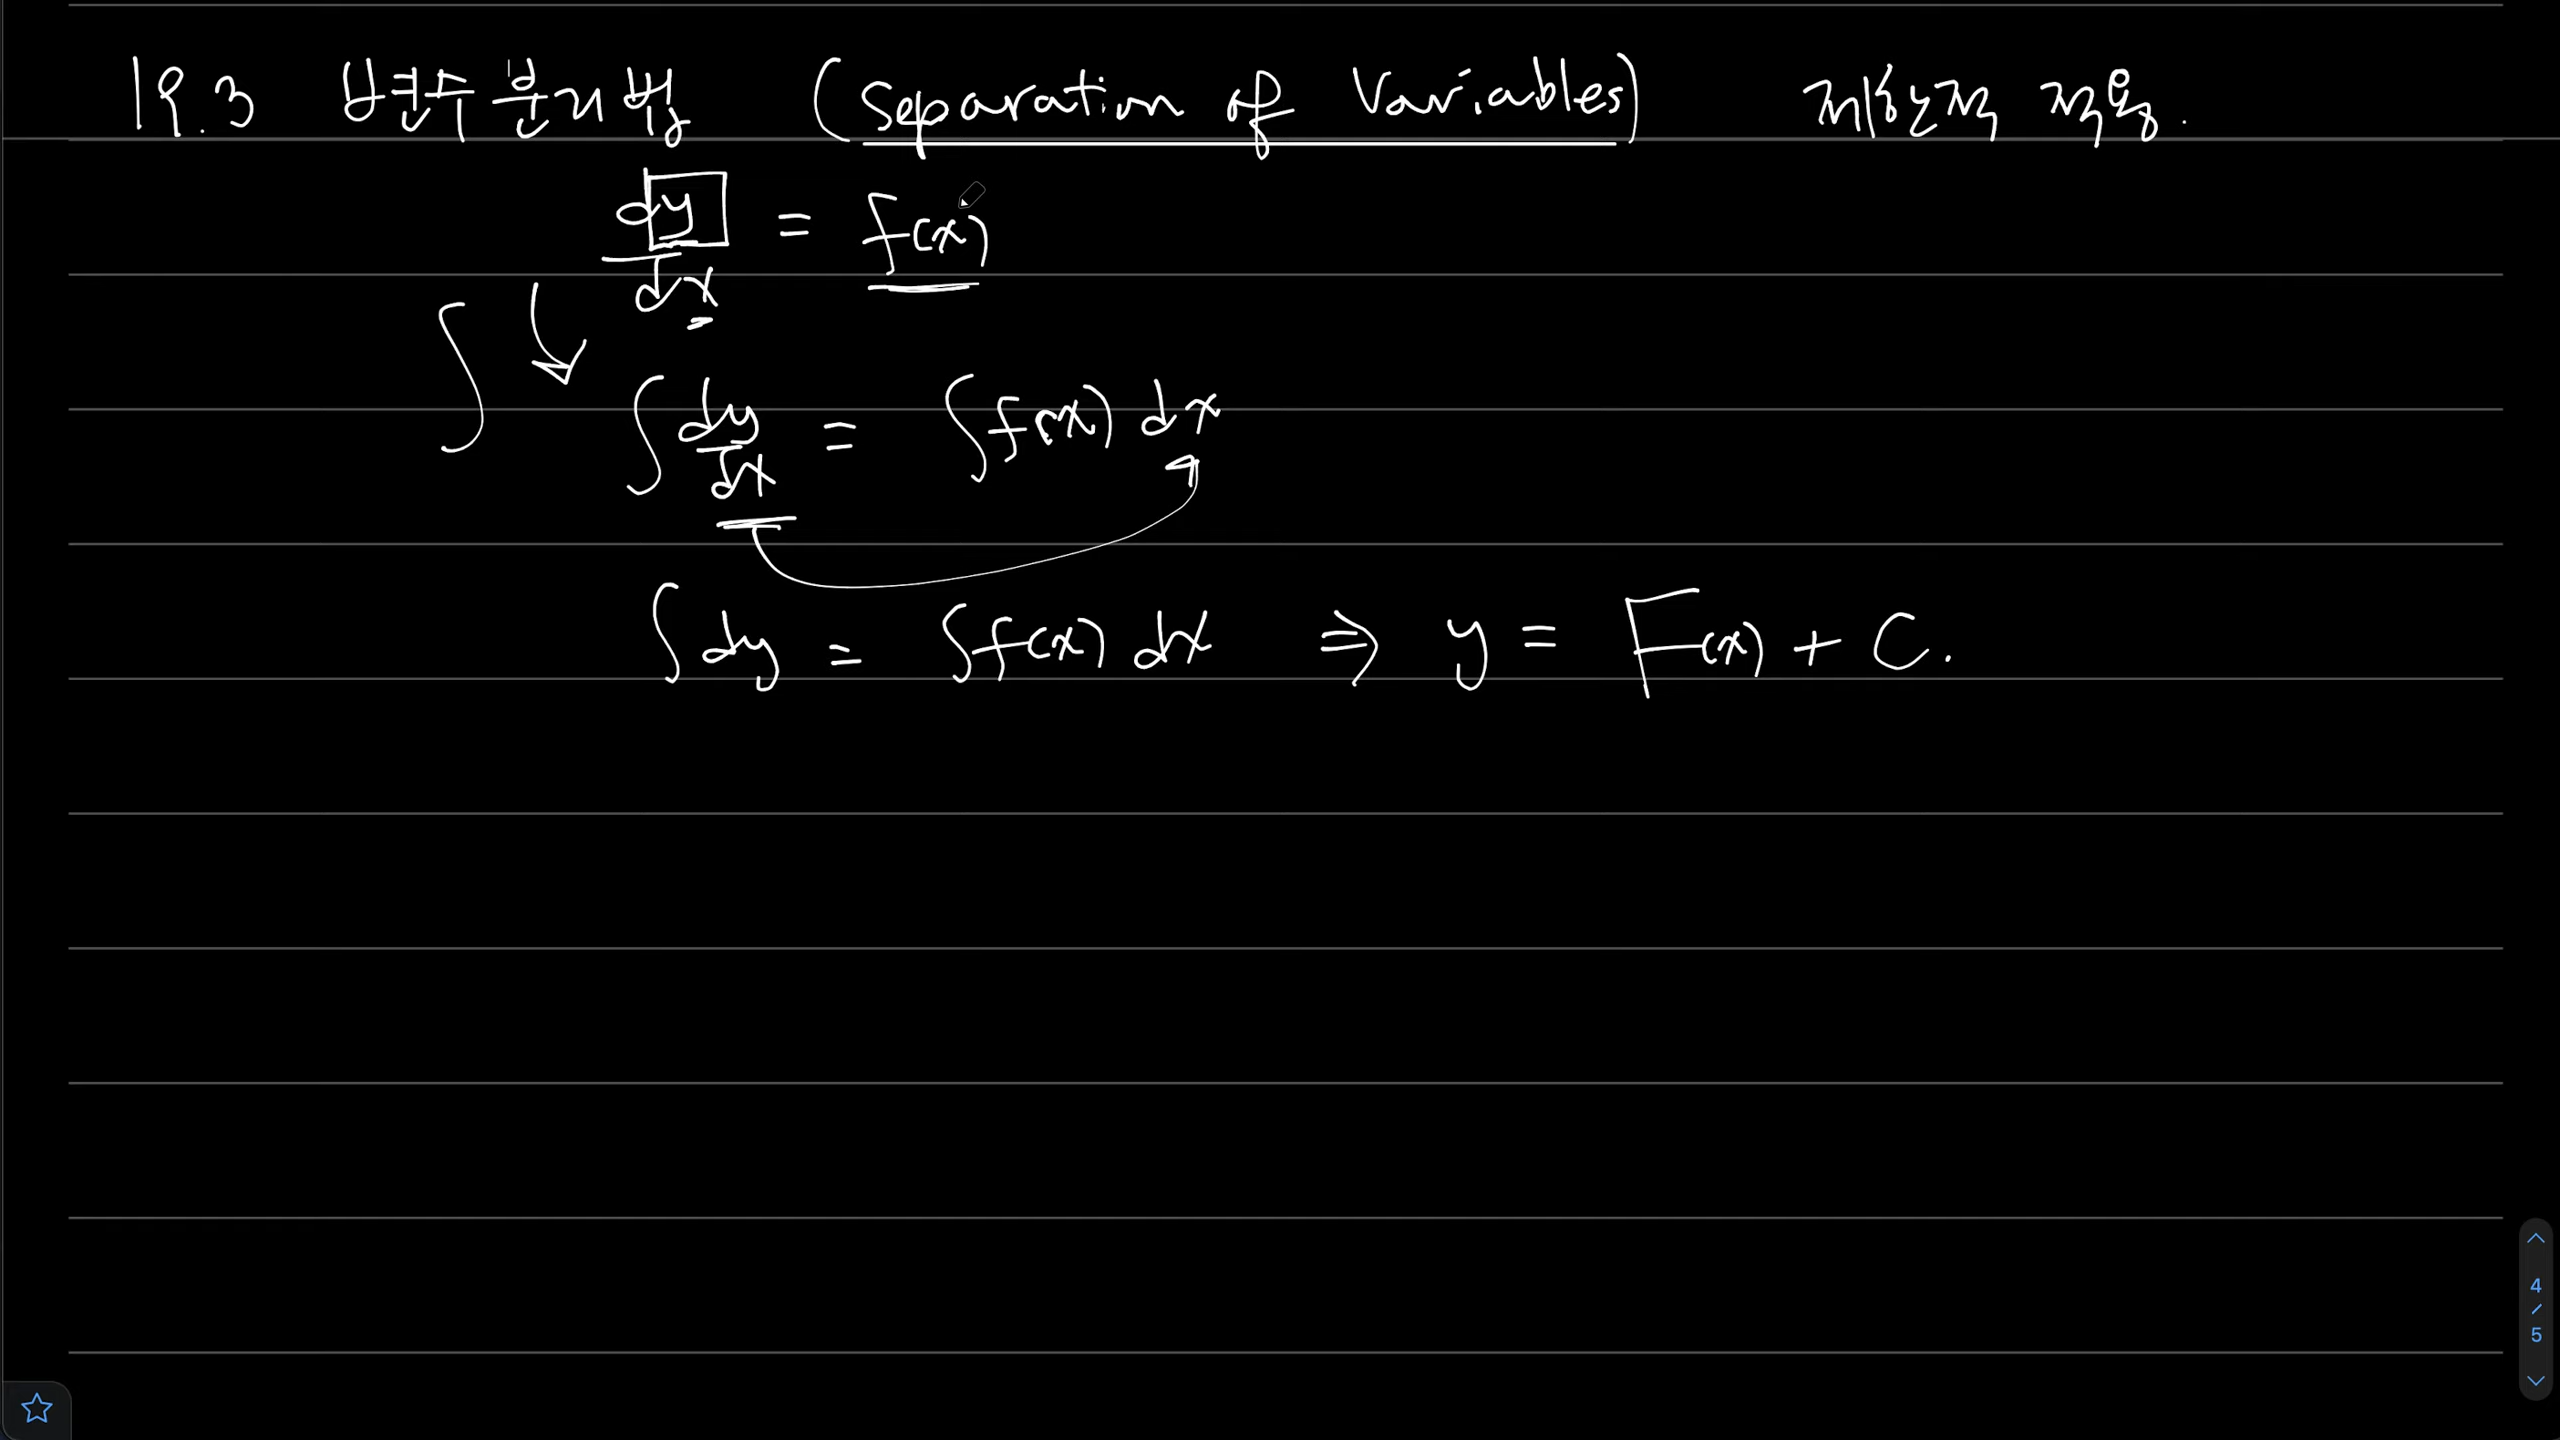 19.3 변수분리법 (Separation of Variables) 제한적 적용.
dy/dx = f(x)
∫
∫ dy/dx = ∫ f(x) dx
∫ dy = ∫ f(x) dx ⇒ y = F(x) + C.
4
/
5